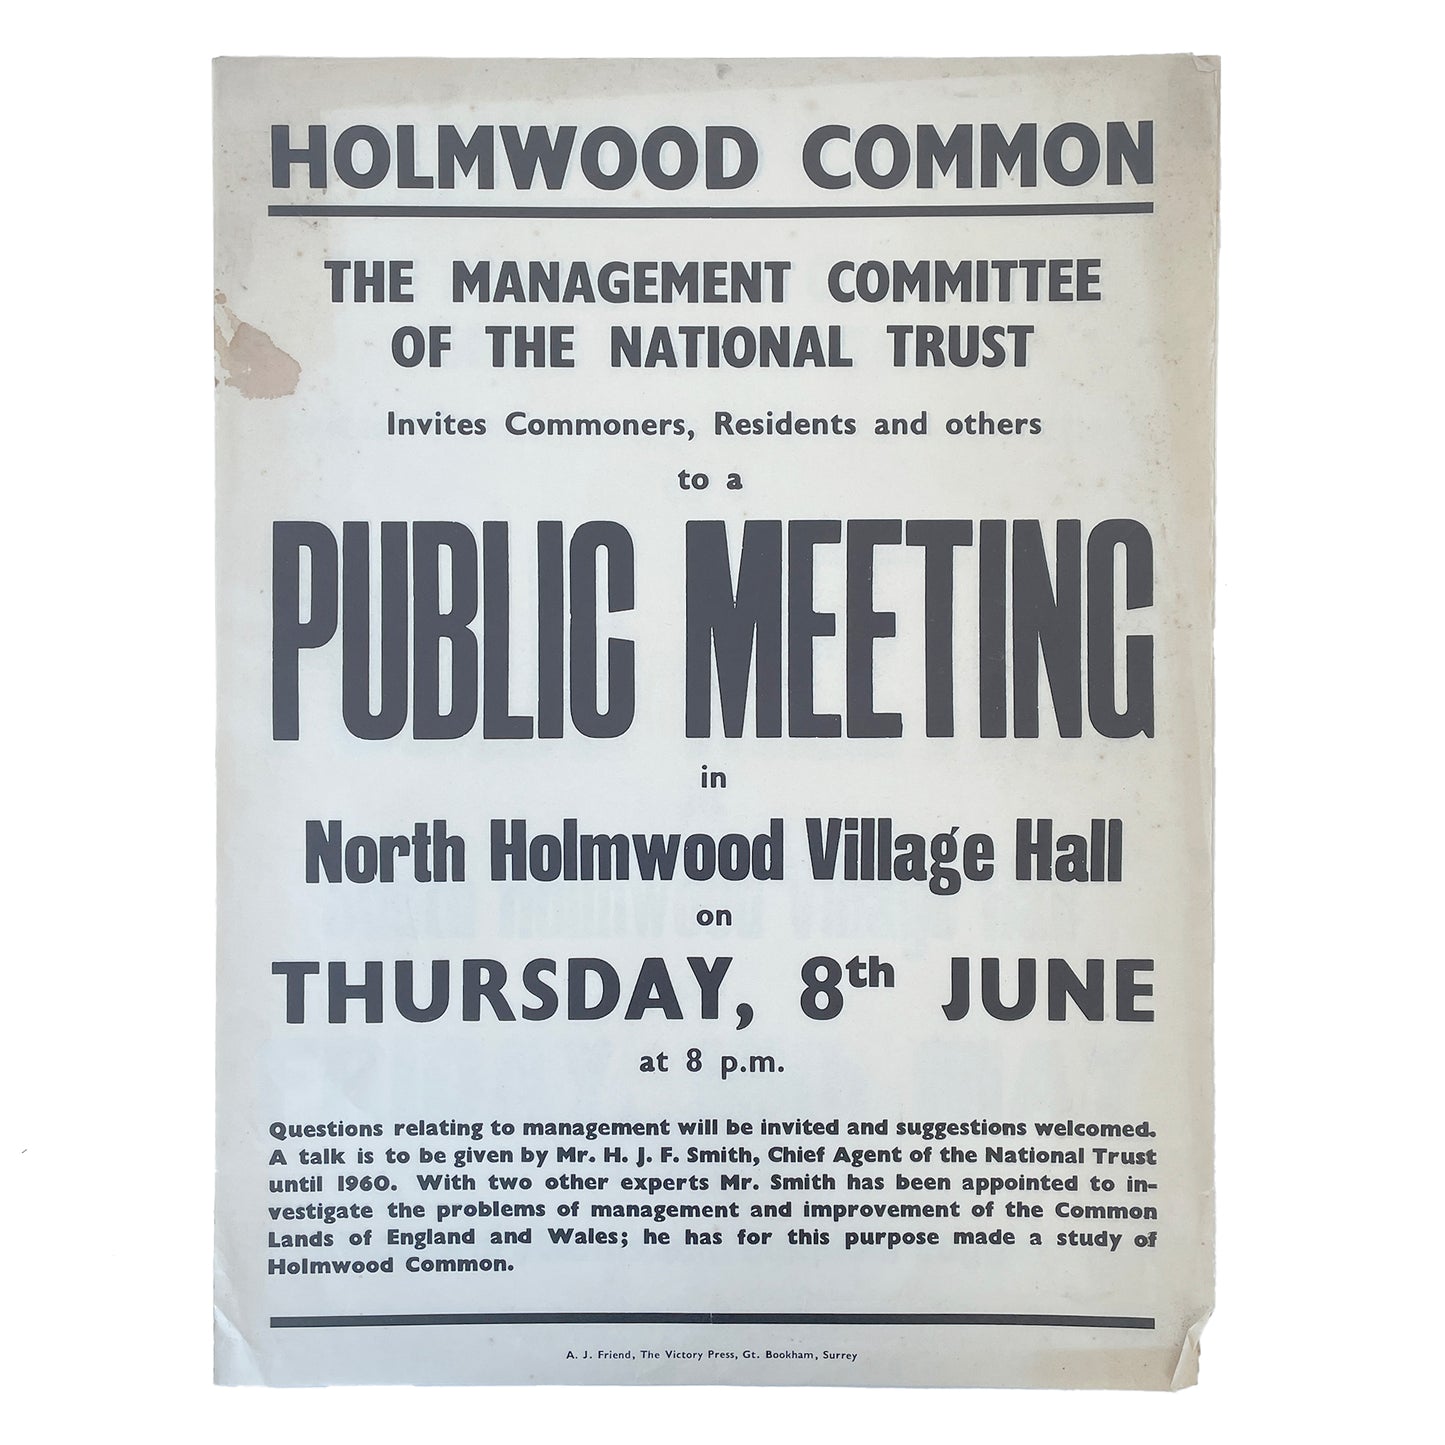 HOLMWOOD COMMON
THE MANAGEMENT COMMITTEE
OF THE NATIONAL TRUST
Invites Commoners, Residents and others
to a
PUBLIC MEETING
in
North Holmwood Village Hall
on
THURSDAY, 8th JUNE
at 8 p.m.
Questions relating to management will be invited and suggestions welcomed.
A talk is to be given by Mr. H. J. F. Smith, Chief Agent of the National Trust
until 1960. With two other experts Mr. Smith has been appointed to in-
vestigate the problems of management and improvement of the Common
Lands of England and Wales; he has for this purpose made a study of
Holmwood Common.
A. J. Friend, The Victory Press, Gt. Bookham, Surrey